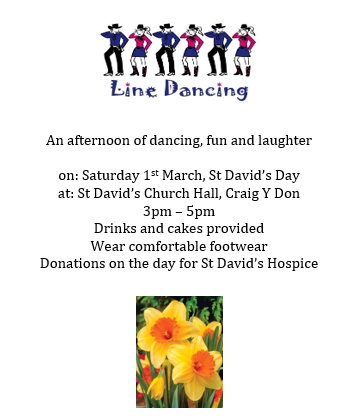 Line Dancing
An afternoon of dancing, fun and laughter
on: Saturday 1st March, St David's Day
at: St David's Church Hall, Craig Y Don
3pm – 5pm
Drinks and cakes provided
Wear comfortable footwear
Donations on the day for St David's Hospice